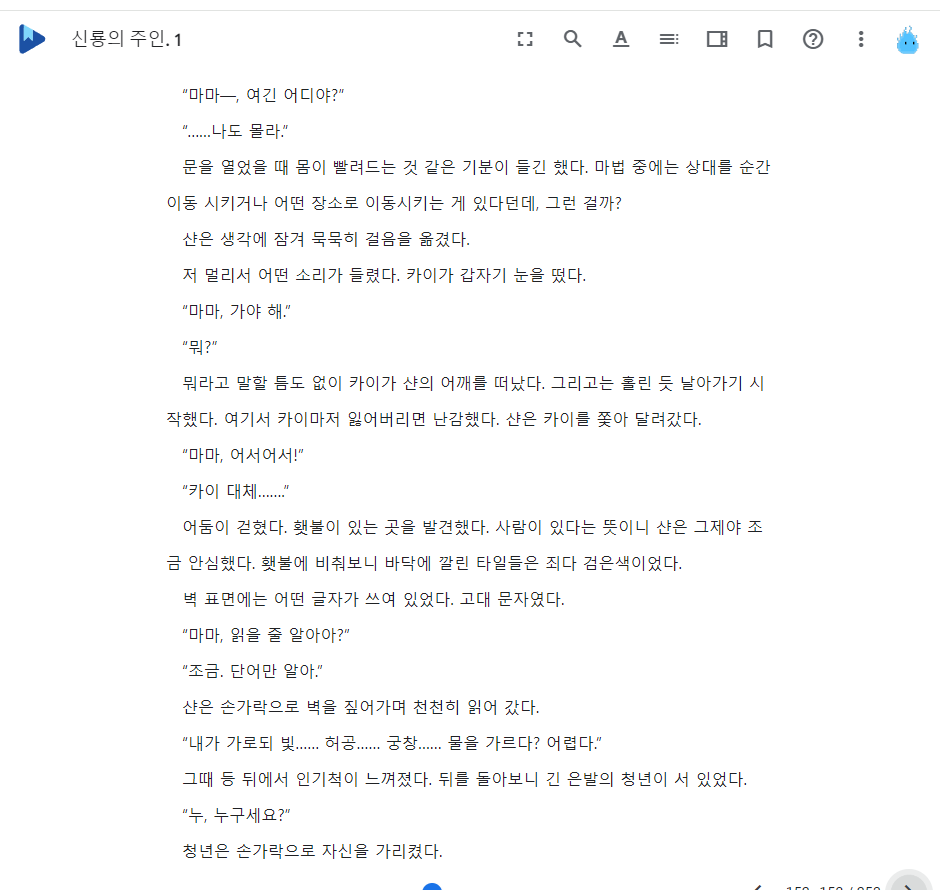 신룡의 주인. 1
“마마―, 여긴 어디야?”
“……나도 몰라.”
문을 열었을 때 몸이 빨려드는 것 같은 기분이 들긴 했다. 마법 중에는 상대를 순간
이동 시키거나 어떤 장소로 이동시키는 게 있다던데, 그런 걸까?
샨은 생각에 잠겨 묵묵히 걸음을 옮겼다.
저 멀리서 어떤 소리가 들렸다. 카이가 갑자기 눈을 떴다.
“마마, 가야 해.”
“뭐?”
뭐라고 말할 틈도 없이 카이가 샨의 어깨를 떠났다. 그리고는 홀린 듯 날아가기 시
작했다. 여기서 카이마저 잃어버리면 난감했다. 샨은 카이를 쫓아 달려갔다.
“마마, 어서어서!”
“카이 대체…….”
어둠이 걷혔다. 횃불이 있는 곳을 발견했다. 사람이 있다는 뜻이니 샨은 그제야 조
금 안심했다. 횃불에 비춰보니 바닥에 깔린 타일들은 죄다 검은색이었다.
벽 표면에는 어떤 글자가 쓰여 있었다. 고대 문자였다.
“마마, 읽을 줄 알아아?”
“조금. 단어만 알아.”
샨은 손가락으로 벽을 짚어가며 천천히 읽어 갔다.
“내가 가로되 빛…… 허공…… 궁창…… 물을 가르다? 어렵다.”
그때 등 뒤에서 인기척이 느껴졌다. 뒤를 돌아보니 긴 은발의 청년이 서 있었다.
“누, 누구세요?”
청년은 손가락으로 자신을 가리켰다.